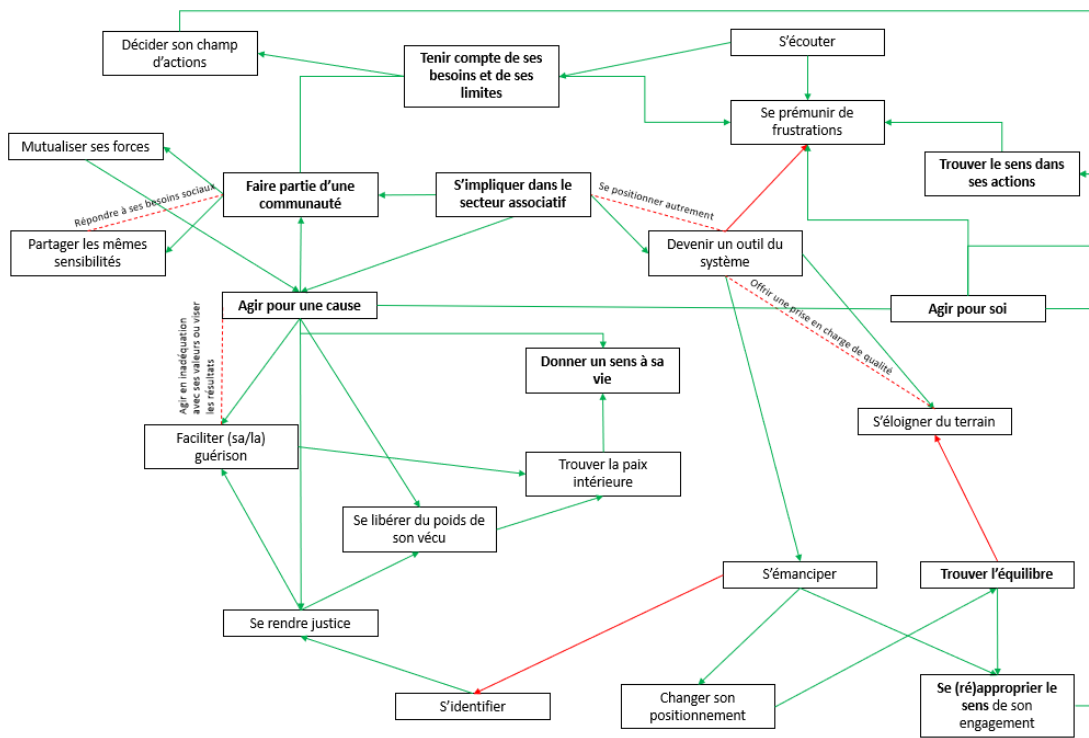 Décider son champ
d'actions
Tenir compte de ses
besoins et de ses
limites
S'écouter
Se prémunir de
frustrations
Mutualiser ses forces
Trouver le sens dans
ses actions
Faire partie d'une
communauté
S'impliquer dans le
secteur associatif
Se positionner autrement
Répondre à ses besoins sociaux
Partager les mêmes
sensibilités
Devenir un outil du
système
Agir pour une cause
Agir pour soi
Offrir une prise en charge de qualité
Agir en inadéquation
avec ses valeurs ou viser
les résultats
Donner un sens à sa
vie
S'éloigner du terrain
Faciliter (sa/la)
guérison
Trouver la paix
intérieure
Se libérer du poids de
son vécu
S'émanciper
Trouver l'équilibre
Se rendre justice
S'identifier
Changer son
positionnement
Se (ré)approprier le
sens de son
engagement